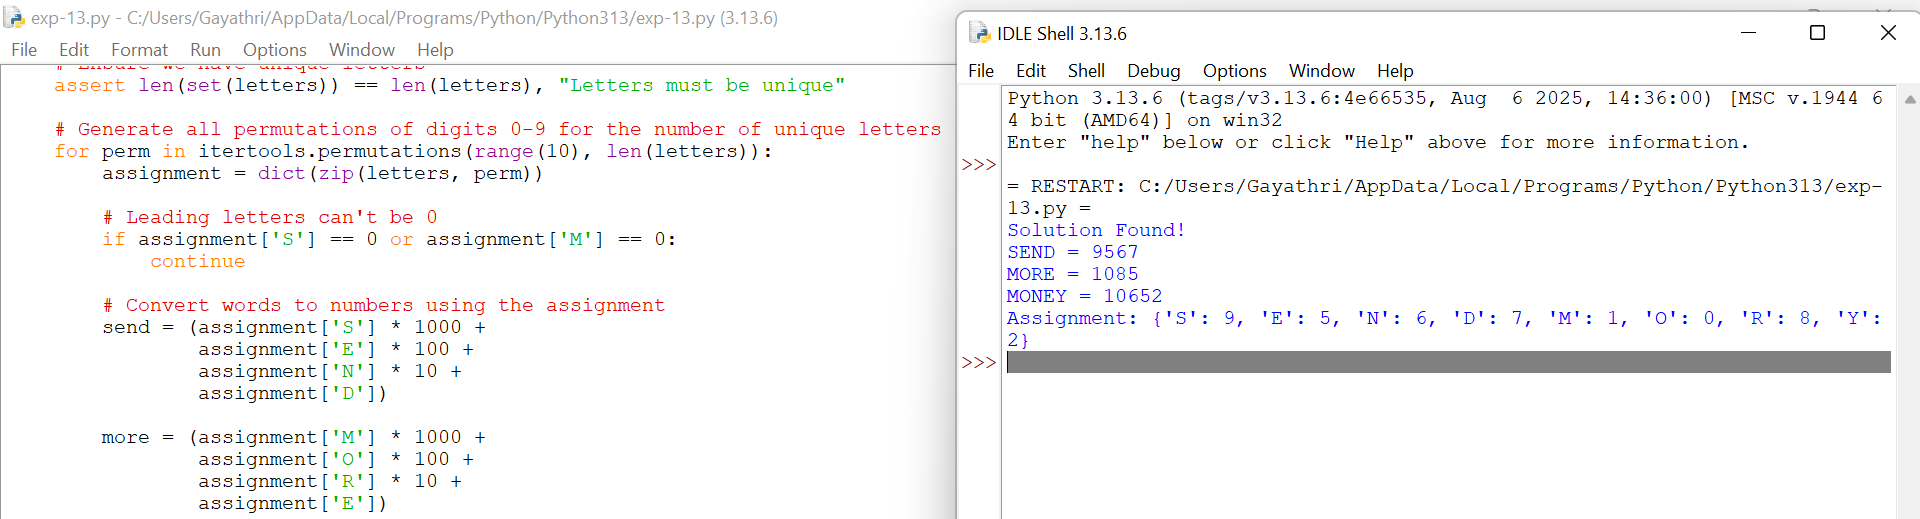 exp-13.py - C:/Users/Gayathri/AppData/Local/Programs/Python/Python313/exp-13.py (3.13.6)
File Edit Format Run Options Window Help
# Ensure we have unique letters
assert len(set(letters)) == len(letters), "Letters must be unique"
# Generate all permutations of digits 0-9 for the number of unique letters
for perm in itertools.permutations(range(10), len(letters)):
assignment = dict(zip(letters, perm))
# Leading letters can't be 0
if assignment['S'] == 0 or assignment['M'] == 0:
continue
# Convert words to numbers using the assignment
send = (assignment['S'] * 1000 +
assignment['E'] * 100 +
assignment['N'] * 10 +
assignment['D'])
more = (assignment['M'] * 1000 +
assignment['O'] * 100 +
assignment['R'] * 10 +
assignment['E'])
IDLE Shell 3.13.6
File Edit Shell Debug Options Window Help
Python 3.13.6 (tags/v3.13.6:4e66535, Aug  6 2025, 14:36:00) [MSC v.1944 6
4 bit (AMD64)] on win32
Enter "help" below or click "Help" above for more information.
>>>
= RESTART: C:/Users/Gayathri/AppData/Local/Programs/Python/Python313/exp-
13.py =
Solution Found!
SEND = 9567
MORE = 1085
MONEY = 10652
Assignment: {'S': 9, 'E': 5, 'N': 6, 'D': 7, 'M': 1, 'O': 0, 'R': 8, 'Y':
2}
>>>